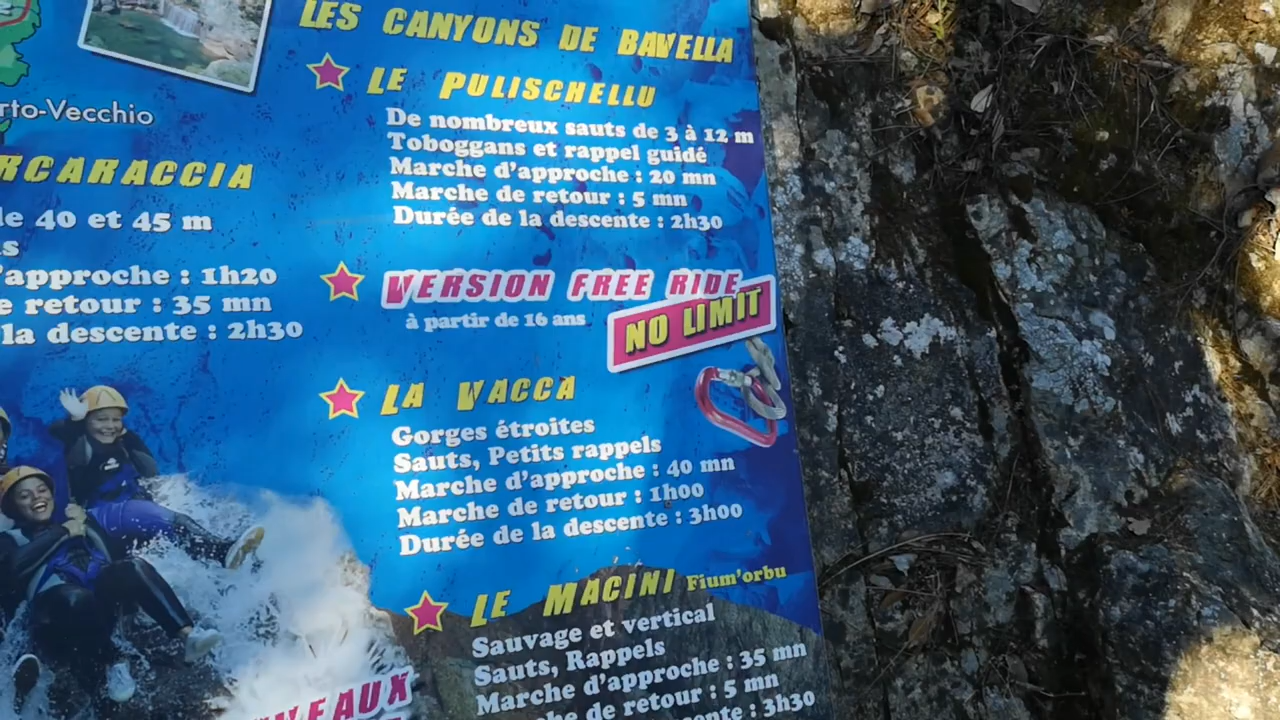 LES CANYONS DE BAVELLA
LE PULISCHELLU
De nombreux sauts de 3 à 12 m
Toboggans et rappel guidé
Marche d'approche : 20 mn
Marche de retour : 5 mn
Durée de la descente : 2h30
VERSION FREE RIDE
à partir de 16 ans
NO LIMIT
LA VACCA
Gorges étroites
Sauts, Petits rappels
Marche d'approche : 40 mn
Marche de retour : 1h00
Durée de la descente : 3h00
LE MACINI Fium'orbu
Sauvage et vertical
Sauts, Rappels
Marche d'approche : 35 mn
de retour : 5 mn
: 3h30
rto-Vecchio
RCARACCIA
40 et 45 m
'approche : 1h20
retour : 35 mn
la descente : 2h30